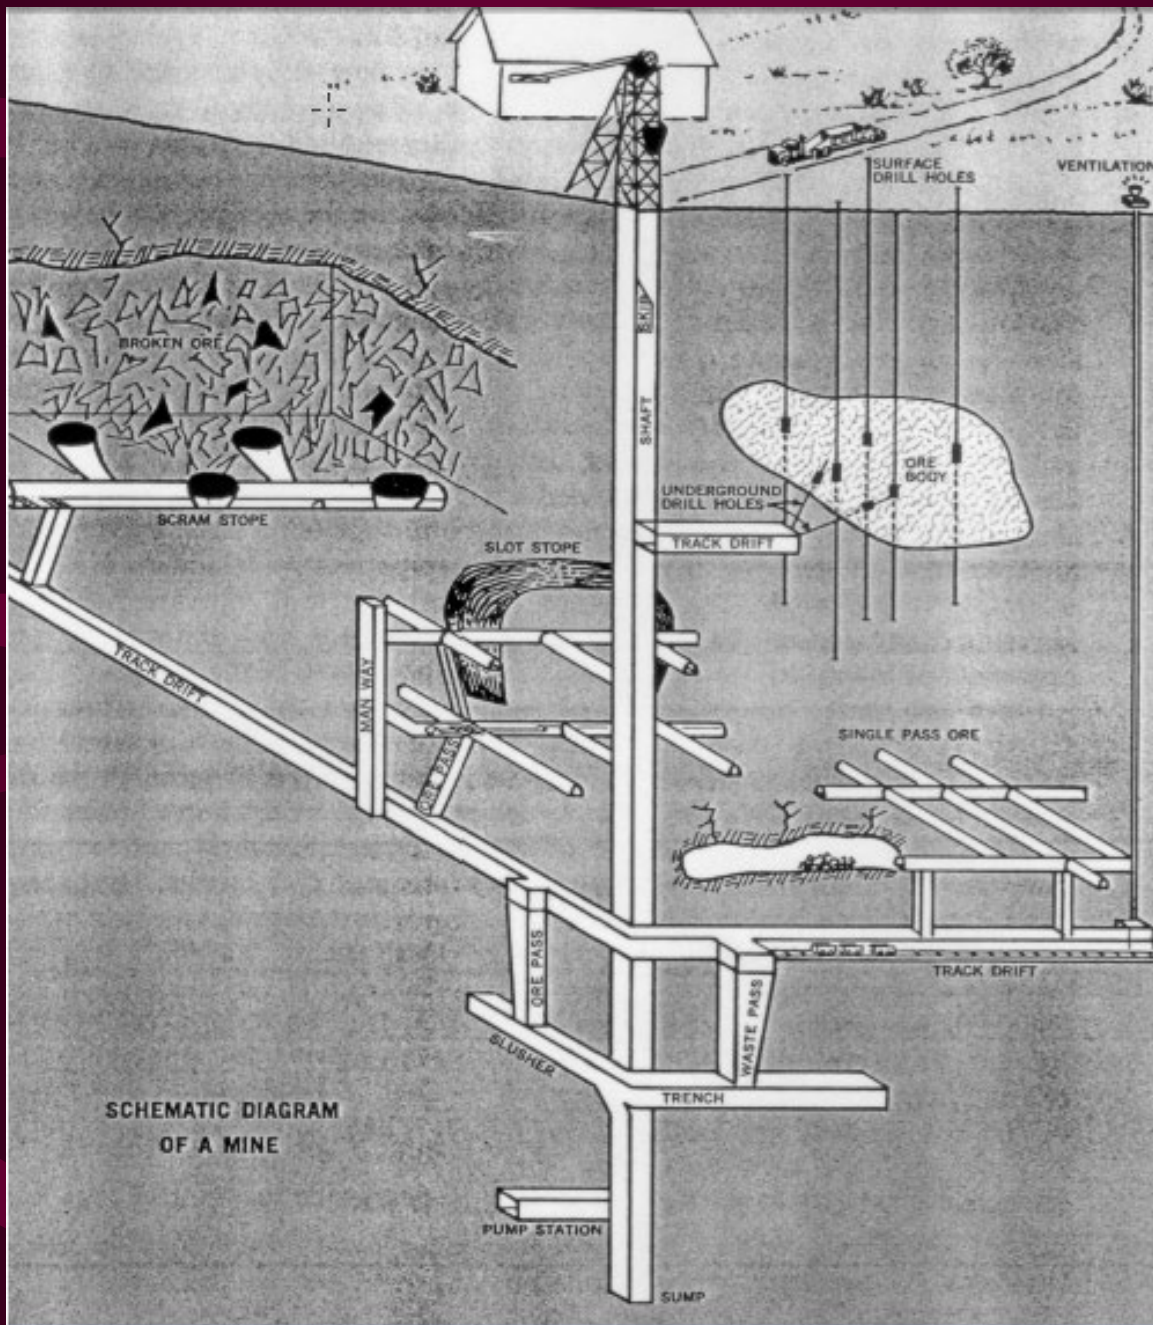 SURFACE
DRILL HOLES
VENTILATION
SKIP
BROKEN ORE
SHAFT
ORE
BODY
UNDERGROUND
DRILL HOLES
SCRAM STOPE
TRACK DRIFT
SLOT STOPE
TRACK DRIFT
MAN WAY
ORE PASS
SINGLE PASS ORE
ORE PASS
TRACK DRIFT
WASTE PASS
SLUSHER
TRENCH
SCHEMATIC DIAGRAM
OF A MINE
PUMP STATION
SUMP